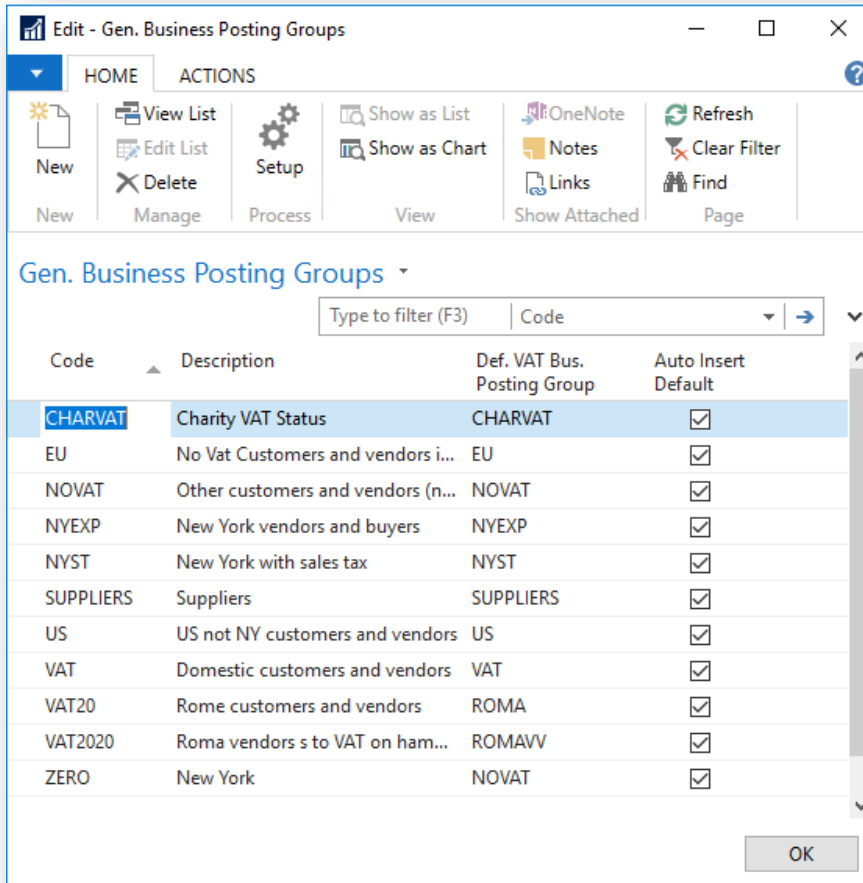 Edit - Gen. Business Posting Groups
HOME ACTIONS
New
View List
Edit List
Delete
Setup
Show as List
Show as Chart
OneNote
Notes
Links
Refresh
Clear Filter
Find
New Manage Process View Show Attached Page
Gen. Business Posting Groups
Type to filter (F3) Code
Code Description Def. VAT Bus. Posting Group Auto Insert Default
CHARVAT Charity VAT Status CHARVAT
EU No Vat Customers and vendors i... EU
NOVAT Other customers and vendors (n... NOVAT
NYEXP New York vendors and buyers NYEXP
NYST New York with sales tax NYST
SUPPLIERS Suppliers SUPPLIERS
US US not NY customers and vendors US
VAT Domestic customers and vendors VAT
VAT20 Rome customers and vendors ROMA
VAT2020 Roma vendors s to VAT on ham... ROMAVV
ZERO New York NOVAT
OK